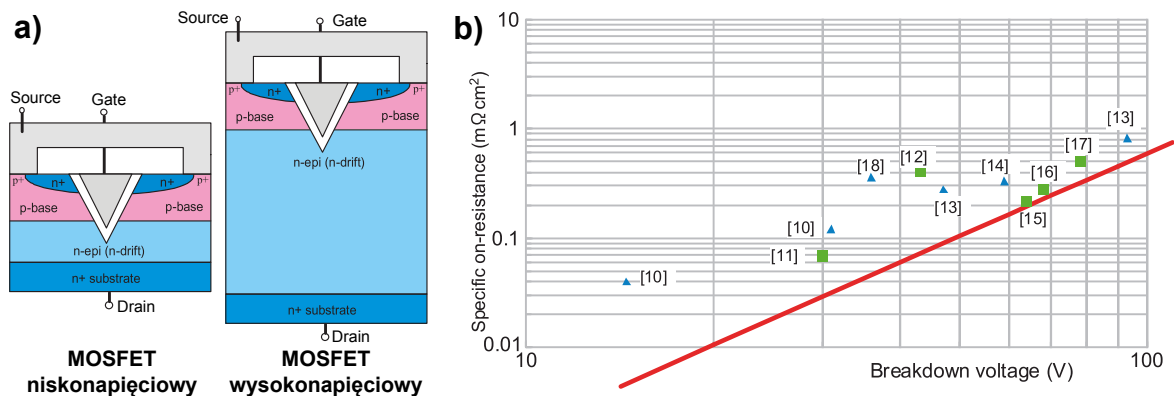 a)
Source
Gate
p+
n+
n+
p+
p-base
p-base
n-epi (n-drift)
n+ substrate
Drain
MOSFET
niskonapięciowy
Source
Gate
p+
n+
n+
p+
p-base
p-base
n-epi (n-drift)
n+ substrate
Drain
MOSFET
wysokonapięciowy
b)
Specific on-resistance (m Ω cm²)
10
1
0.1
0.01
10
100
Breakdown voltage (V)
[10]
[11]
[10]
[18]
[12]
[13]
[14]
[15]
[16]
[17]
[13]